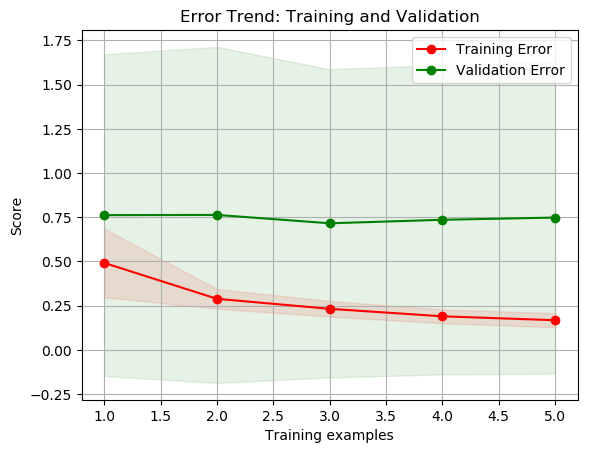 Error Trend: Training and Validation
Training Error
Validation Error
1.75
1.50
1.25
1.00
0.75
0.50
0.25
0.00
−0.25
Score
1.0 1.5 2.0 2.5 3.0 3.5 4.0 4.5 5.0
Training examples